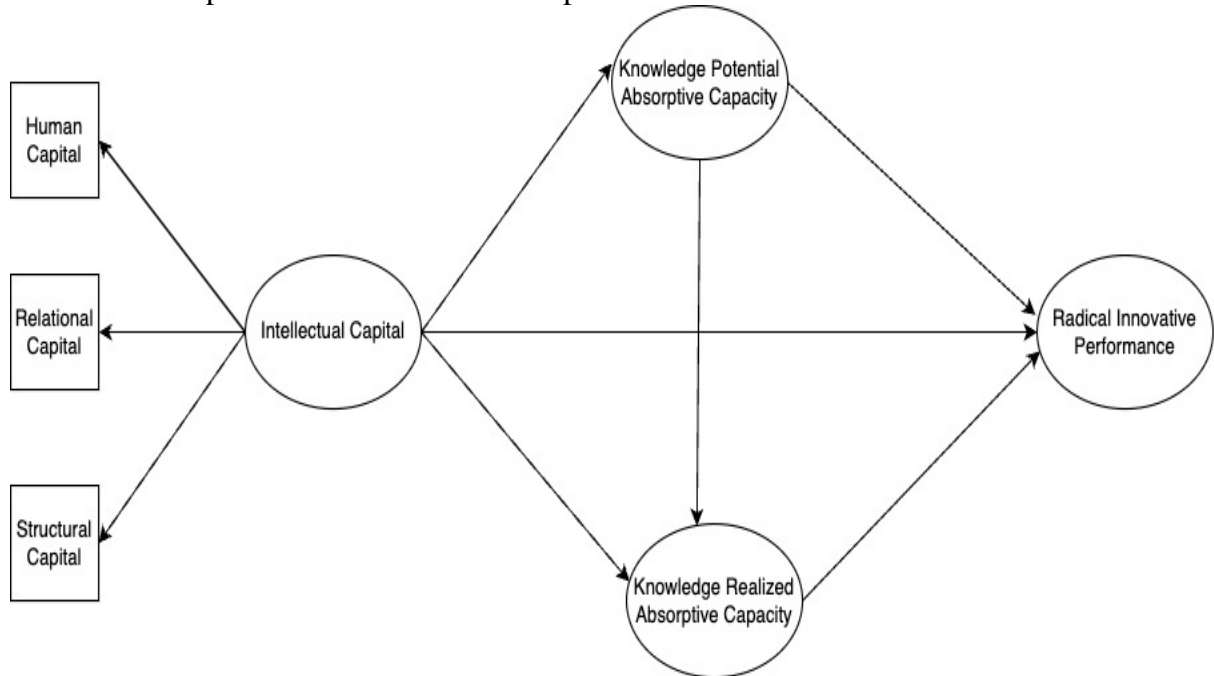 Knowledge Potential
Absorptive Capacity
Human
Capital
Relational
Capital
Intellectual Capital
Radical Innovative
Performance
Structural
Capital
Knowledge Realized
Absorptive Capacity